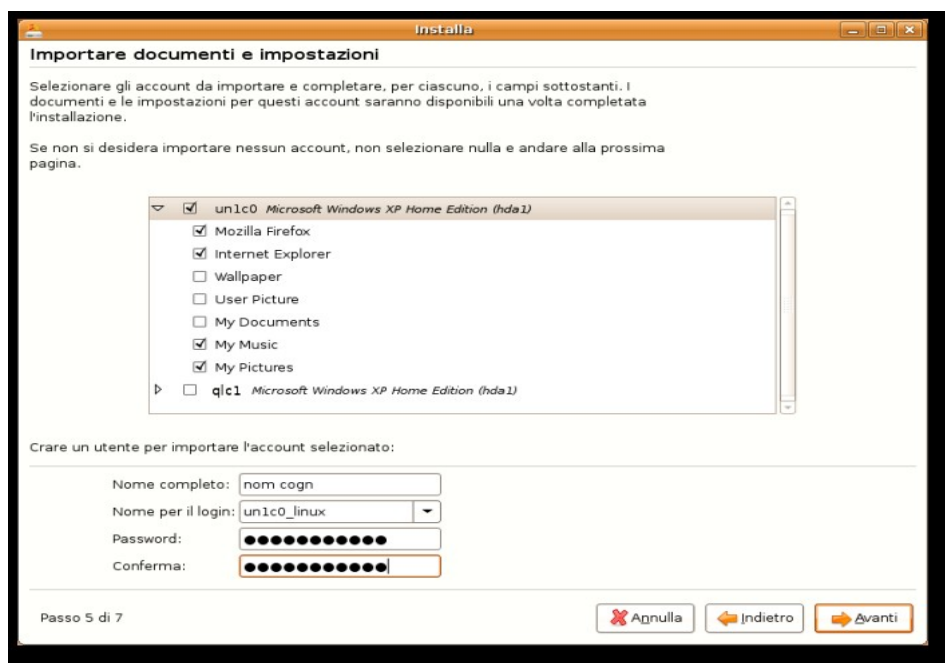 Installa
Importare documenti e impostazioni
Selezionare gli account da importare e completare, per ciascuno, i campi sottostanti. I
documenti e le impostazioni per questi account saranno disponibili una volta completata
l'installazione.
Se non si desidera importare nessun account, non selezionare nulla e andare alla prossima
pagina.
un1c0 Microsoft Windows XP Home Edition (hda1)
Mozilla Firefox
Internet Explorer
Wallpaper
User Picture
My Documents
My Music
My Pictures
qlc1 Microsoft Windows XP Home Edition (hda1)
Crare un utente per importare l'account selezionato:
Nome completo: nom cogn
Nome per il login: un1c0_linux
Password: ●●●●●●●●●●●
Conferma: ●●●●●●●●●●●
Passo 5 di 7
Annulla
Indietro
Avanti